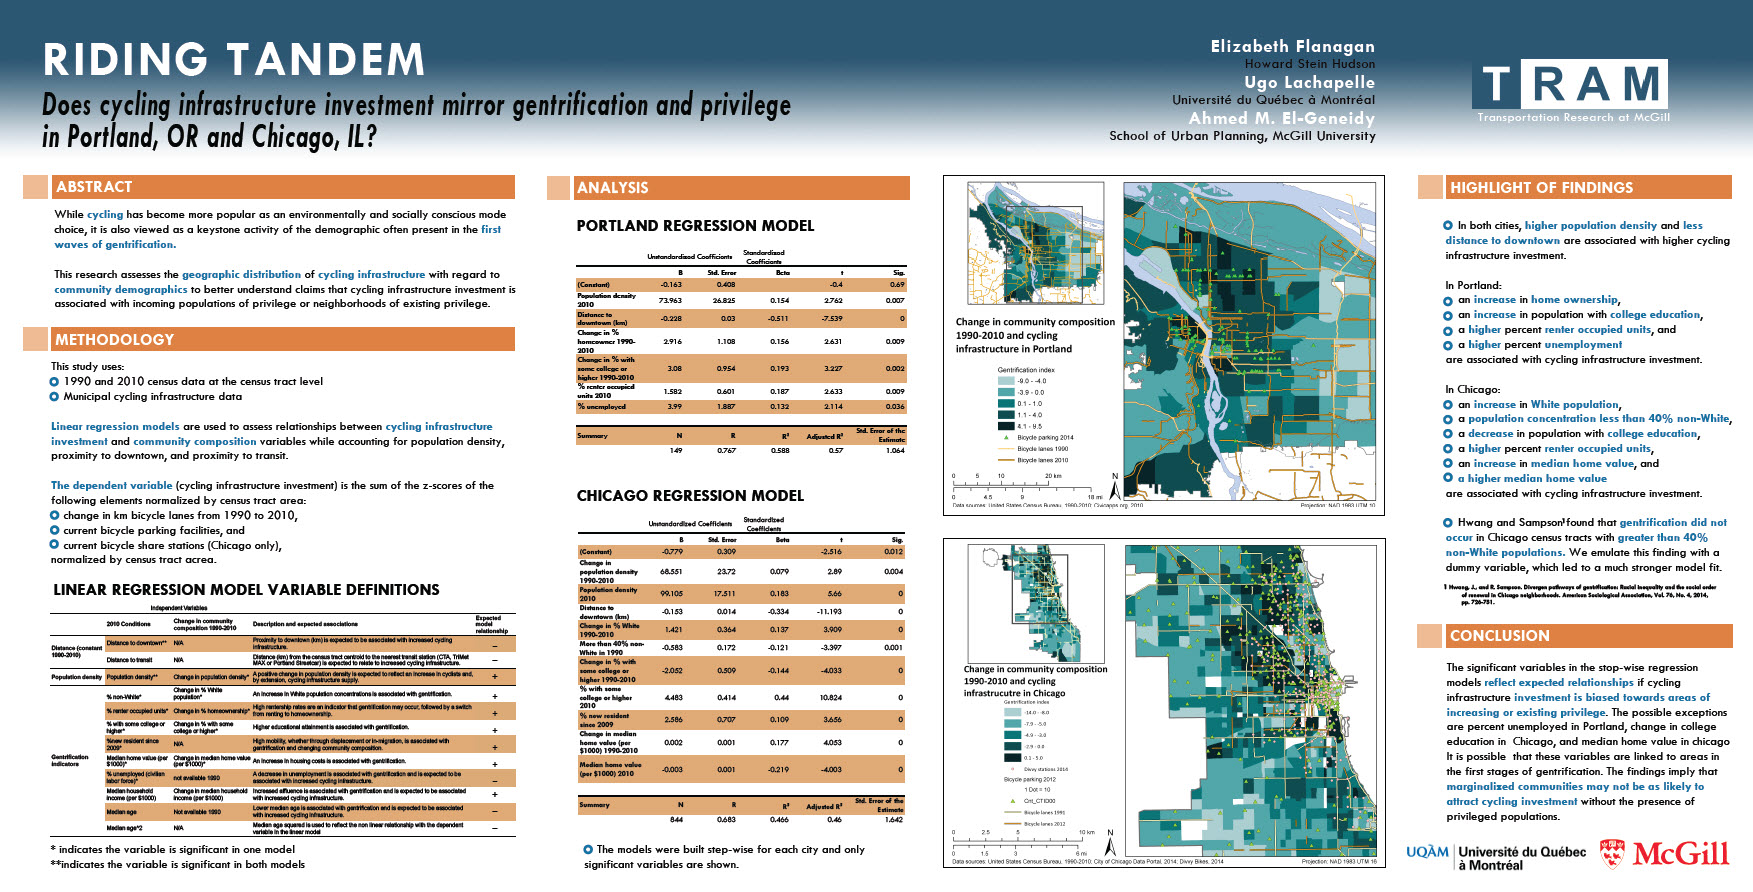 RIDING TANDEM
Does cycling infrastructure investment mirror gentrification and privilege
in Portland, OR and Chicago, IL?
Elizabeth Flanagan
Howard Stein Hudson
Ugo Lachapelle
Université du Québec à Montréal
Ahmed M. El-Geneidy
School of Urban Planning, McGill University
TRAM
Transportation Research at McGill
ABSTRACT
While cycling has become more popular as an environmentally and socially conscious mode
choice, it is also viewed as a keystone activity of the demographic often present in the first
waves of gentrification.
This research assesses the geographic distribution of cycling infrastructure with regard to
community demographics to better understand claims that cycling infrastructure investment is
associated with incoming populations of privilege or neighborhoods of existing privilege.
METHODOLOGY
This study uses:
1990 and 2010 census data at the census tract level
Municipal cycling infrastructure data
Linear regression models are used to assess relationships between cycling infrastructure
investment and community composition variables while accounting for population density,
proximity to downtown, and proximity to transit.
The dependent variable (cycling infrastructure investment) is the sum of the z-scores of the
following elements normalized by census tract area:
change in km bicycle lanes from 1990 to 2010,
current bicycle parking facilities, and
current bicycle share stations (Chicago only),
normalized by census tract acrea.
LINEAR REGRESSION MODEL VARIABLE DEFINITIONS
Independent Variables
2010 Conditions
Change in community
composition 1990-2010
Description and expected associations
Expected
model
relationship
Distance (constant
1990-2010)
Distance to downtown** N/A Proximity to downtown (km) is expected to be associated with increased cycling
infrastructure. –
Distance to transit N/A Distance (km) from the census tract centroid to the nearest transit station (CTA, TriMet
MAX or Portland Streetcar) is expected to relate to increased cycling infrastructure. –
Population density Population density** Change in population density* A positive change in population density is expected to reflect an increase in cyclists and,
by extension, cycling infrastructure supply. +
Gentrification
indicators
% non-White* Change in % White
population* An increase in White population concentrations is associated with gentrification. +
% renter occupied units* Change in % homeownership* High rentership rates are an indicator that gentrification may occur, followed by a switch
from renting to homeownership. +
% with some college or
higher* Change in % with some
college or higher* Higher educational attainment is associated with gentrification. +
%new resident since
2009* N/A High mobility, whether through displacement or in-migration, is associated with
gentrification and changing community composition. +
Median home value (per
$1000)* Change in median home value
(per $1000)* An increase in housing costs is associated with gentrification. +
% unemployed (civilian
labor force)* not available 1990 A decrease in unemployment is associated with gentrification and is expected to be
associated with increased cycling infrastructure. –
Median household
income (per $1000) Change in median household
income (per $1000) Increased affluence is associated with gentrification and is expected to be associated
with increased cycling infrastructure. +
Median age Not available 1990 Lower median age is associated with gentrification and is expected to be associated
with increased cycling infrastructure. –
Median age^2 N/A Median age squared is used to reflect the non linear relationship with the dependent
variable in the linear model –
* indicates the variable is significant in one model
**indicates the variable is significant in both models
ANALYSIS
PORTLAND REGRESSION MODEL
Unstandardized Coefficients Standardized
Coefficients
B Std. Error Beta t Sig.
(Constant) -0.163 0.408 -0.4 0.69
Population density
2010 73.963 26.825 0.154 2.762 0.007
Distance to
downtown (km) -0.228 0.03 -0.511 -7.539 0
Change in %
homeowner 1990-
2010 2.916 1.108 0.156 2.631 0.009
Change in % with
some college or
higher 1990-2010 3.08 0.954 0.193 3.227 0.002
% renter occupied
units 2010 1.582 0.601 0.187 2.633 0.009
% unemployed 3.99 1.887 0.132 2.114 0.036
Summary N R R² Adjusted R² Std. Error of the
Estimate
149 0.767 0.588 0.57 1.064
CHICAGO REGRESSION MODEL
Unstandardized Coefficients Standardized
Coefficients
B Std. Error Beta t Sig.
(Constant) -0.779 0.309 -2.516 0.012
Change in
population density
1990-2010 68.551 23.72 0.079 2.89 0.004
Population density
2010 99.105 17.511 0.183 5.66 0
Distance to
downtown (km) -0.153 0.014 -0.334 -11.193 0
Change in % White
1990-2010 1.421 0.364 0.137 3.909 0
More than 40% non-
White in 1990 -0.583 0.172 -0.121 -3.397 0.001
Change in % with
some college or
higher 1990-2010 -2.052 0.509 -0.144 -4.033 0
% with some
college or higher
2010 4.483 0.414 0.44 10.824 0
% new resident
since 2009 2.586 0.707 0.109 3.656 0
Change in median
home value (per
$1000) 1990-2010 0.002 0.001 0.177 4.053 0
Median home value
(per $1000) 2010 -0.003 0.001 -0.219 -4.003 0
Summary N R R² Adjusted R² Std. Error of the
Estimate
844 0.683 0.466 0.46 1.642
The models were built step-wise for each city and only
significant variables are shown.
Change in community composition
1990-2010 and cycling
infrastructure in Portland
Gentrification index
-9.0 - -4.0
-3.9 - 0.0
0.1 - 1.0
1.1 - 4.0
4.1 - 9.5
Bicycle parking 2014
Bicycle lanes 1990
Bicycle lanes 2010
0 5 10 20 km
0 4.5 9 18 mi
N
Data sources: United States Census Bureau, 1990-2010; Civicapps.org, 2010
Projection: NAD 1983 UTM 10
Change in community composition
1990-2010 and cycling
infrastrucutre in Chicago
Gentrification index
-14.0 - -8.0
-7.9 - -5.0
-4.9 - -3.0
-2.9 - 0.0
0.1 - 5.0
Divvy stations 2014
Bicycle parking 2012
1 Dot = 10
Cnt_CTID00
Bicycle lanes 1991
Bicycle lanes 2012
0 2.5 5 10 km
0 1.5 3 6 mi
N
Data sources: United States Census Bureau, 1990-2010; City of Chicago Data Portal, 2014; Divvy Bikes, 2014
Projection: NAD 1983 UTM 16
HIGHLIGHT OF FINDINGS
In both cities, higher population density and less
distance to downtown are associated with higher cycling
infrastructure investment.
In Portland:
an increase in home ownership,
an increase in population with college education,
a higher percent renter occupied units, and
a higher percent unemployment
are associated with cycling infrastructure investment.
In Chicago:
an increase in White population,
a population concentration less than 40% non-White,
a decrease in population with college education,
a higher percent renter occupied units,
an increase in median home value, and
a higher median home value
are associated with cycling infrastructure investment.
Hwang and Sampson¹found that gentrification did not
occur in Chicago census tracts with greater than 40%
non-White populations. We emulate this finding with a
dummy variable, which led to a much stronger model fit.
1 Hwang, J., and R. Sampson. Divergen pathways of gentrification: Racial inequality and the social order
of renewal in Chicago neighborhoods. American Sociological Association, Vol. 76, No. 4, 2014,
pp. 726-751.
CONCLUSION
The significant variables in the stop-wise regression
models reflect expected relationships if cycling
infrastructure investment is biased towards areas of
increasing or existing privilege. The possible exceptions
are percent unemployed in Portland, change in college
education in Chicago, and median home value in chicago
It is possible that these variables are linked to areas in
the first stages of gentrification. The findings imply that
marginalized communities may not be as likely to
attract cycling investment without the presence of
privileged populations.
UQÀM Université du Québec
à Montréal
McGill